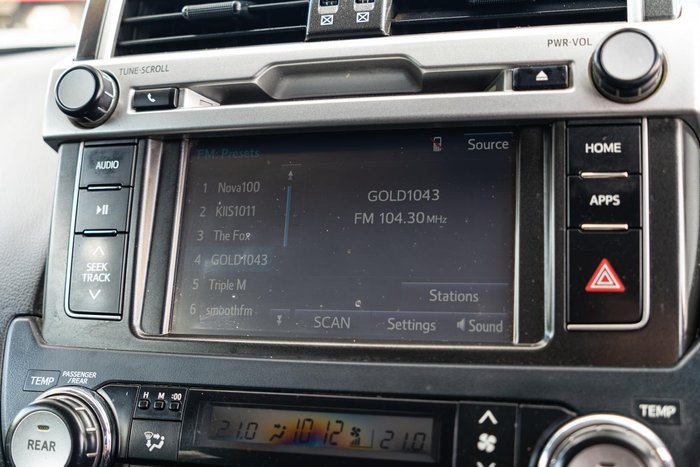 TUNE·SCROLL
PWR·VOL
AUDIO
SEEK
TRACK
FM: Presets
Source
1 Nova100
2 KIIS1011
3 The Fox
4 GOLD1043
5 Triple M
6 smoothfm
GOLD1043
FM 104.30MHz
Stations
SCAN
Settings
Sound
HOME
APPS
TEMP
PASSENGER
/REAR
REAR
H M :00
21.0
10:12
21.0
TEMP